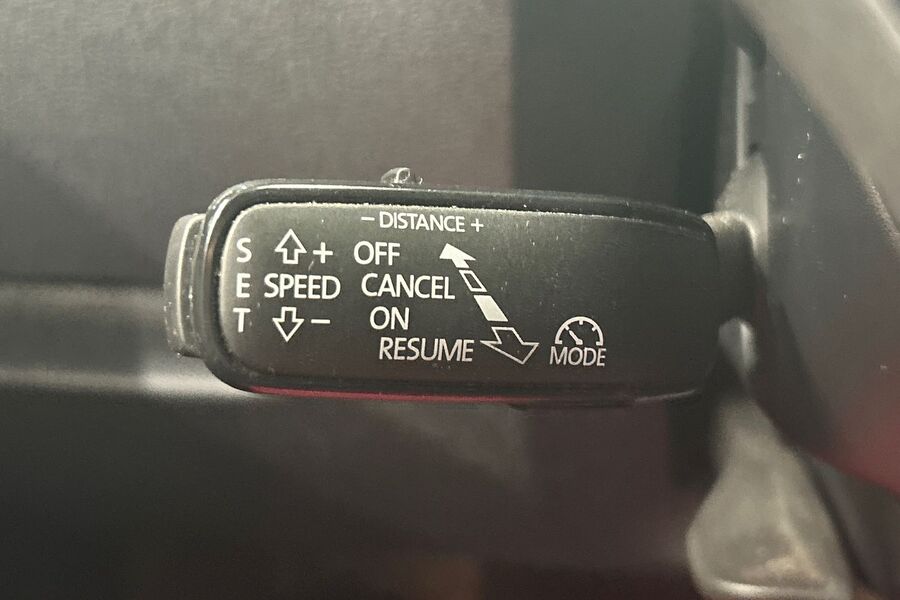 − DISTANCE +
S + OFF
E SPEED CANCEL
T − ON
RESUME MODE